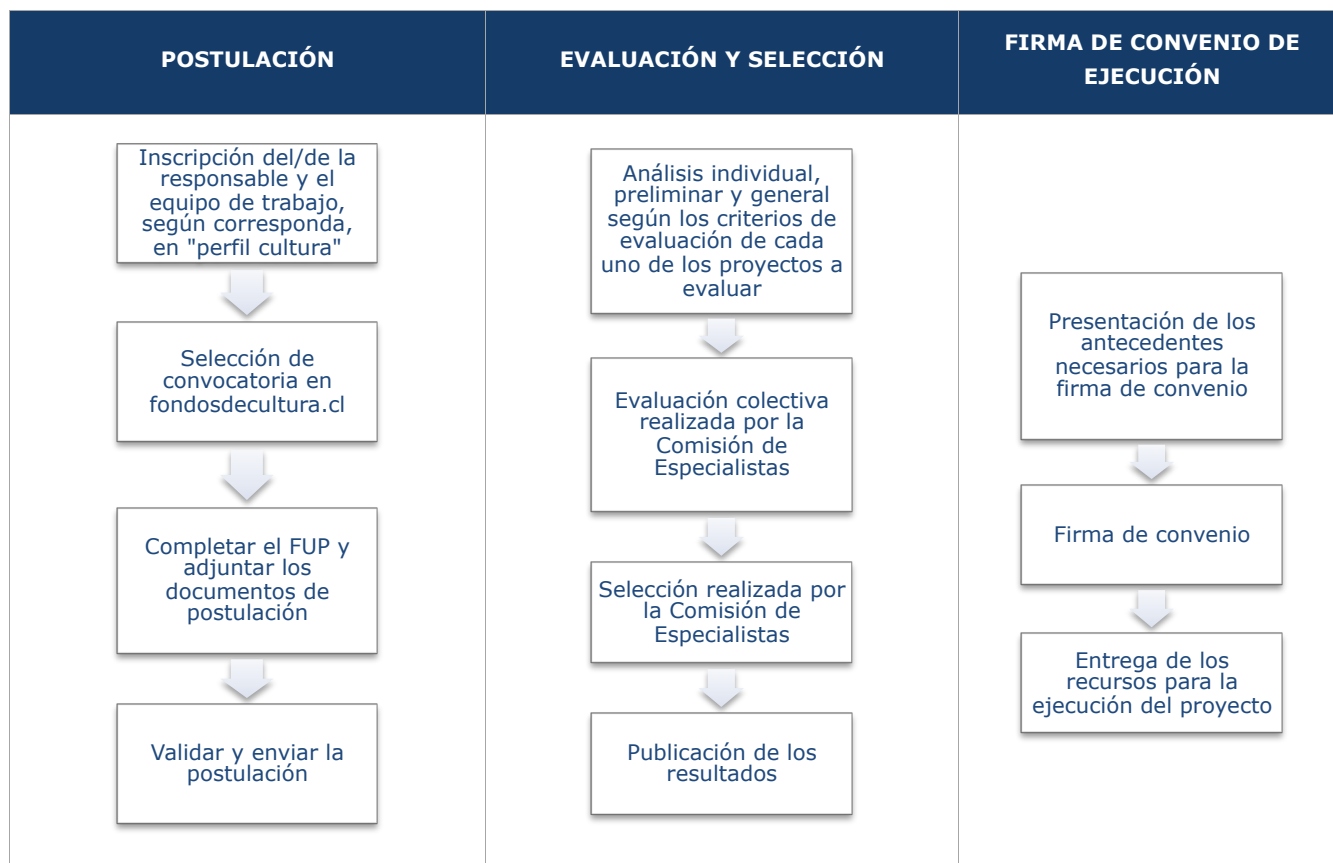 POSTULACIÓN
Inscripción del/de la
responsable y el
equipo de trabajo,
según corresponda,
en "perfil cultura"
Selección de
convocatoria en
fondosdecultura.cl
Completar el FUP y
adjuntar los
documentos de
postulación
Validar y enviar la
postulación
EVALUACIÓN Y SELECCIÓN
Análisis individual,
preliminar y general
según los criterios de
evaluación de cada
uno de los proyectos a
evaluar
Evaluación colectiva
realizada por la
Comisión de
Especialistas
Selección realizada por
la Comisión de
Especialistas
Publicación de los
resultados
FIRMA DE CONVENIO DE
EJECUCIÓN
Presentación de los
antecedentes
necesarios para la
firma de convenio
Firma de convenio
Entrega de los
recursos para la
ejecución del proyecto